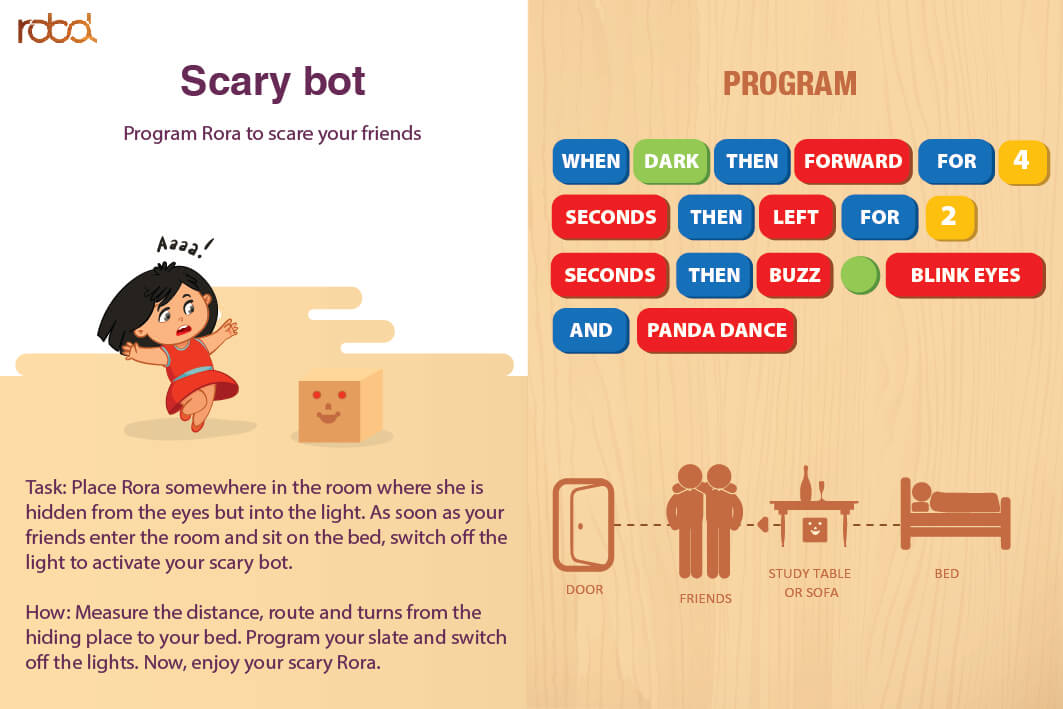 robd
Scary bot
Program Rora to scare your friends
Aaaa!
Task: Place Rora somewhere in the room where she is
hidden from the eyes but into the light. As soon as your
friends enter the room and sit on the bed, switch off the
light to activate your scary bot.
How: Measure the distance, route and turns from the
hiding place to your bed. Program your slate and switch
off the lights. Now, enjoy your scary Rora.
PROGRAM
WHEN DARK THEN FORWARD FOR 4
SECONDS THEN LEFT FOR 2
SECONDS THEN BUZZ BLINK EYES
AND PANDA DANCE
DOOR
FRIENDS
STUDY TABLE
OR SOFA
BED